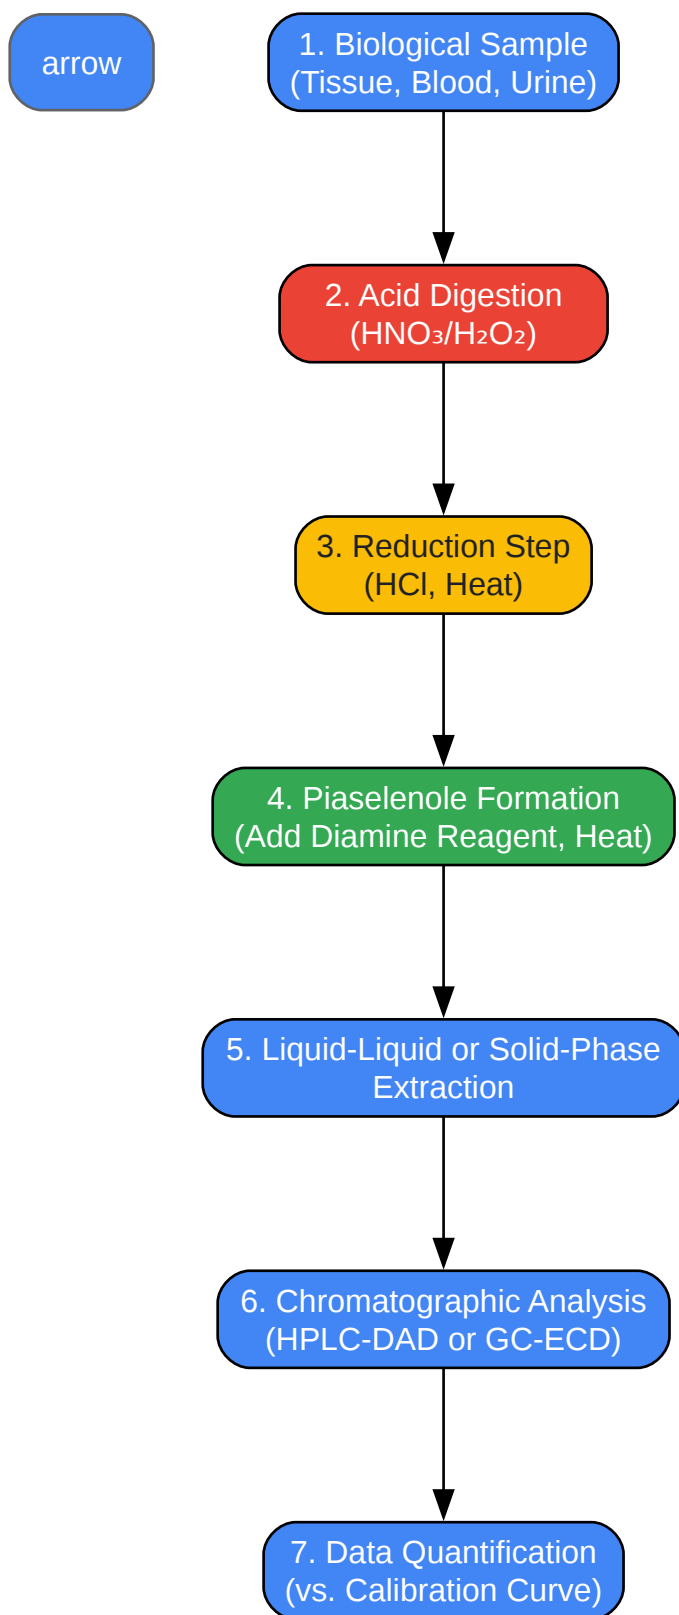 arrow
1. Biological Sample
(Tissue, Blood, Urine)
2. Acid Digestion
(HNO₃/H₂O₂)
3. Reduction Step
(HCl, Heat)
4. Piaselenole Formation
(Add Diamine Reagent, Heat)
5. Liquid-Liquid or Solid-Phase
Extraction
6. Chromatographic Analysis
(HPLC-DAD or GC-ECD)
7. Data Quantification
(vs. Calibration Curve)